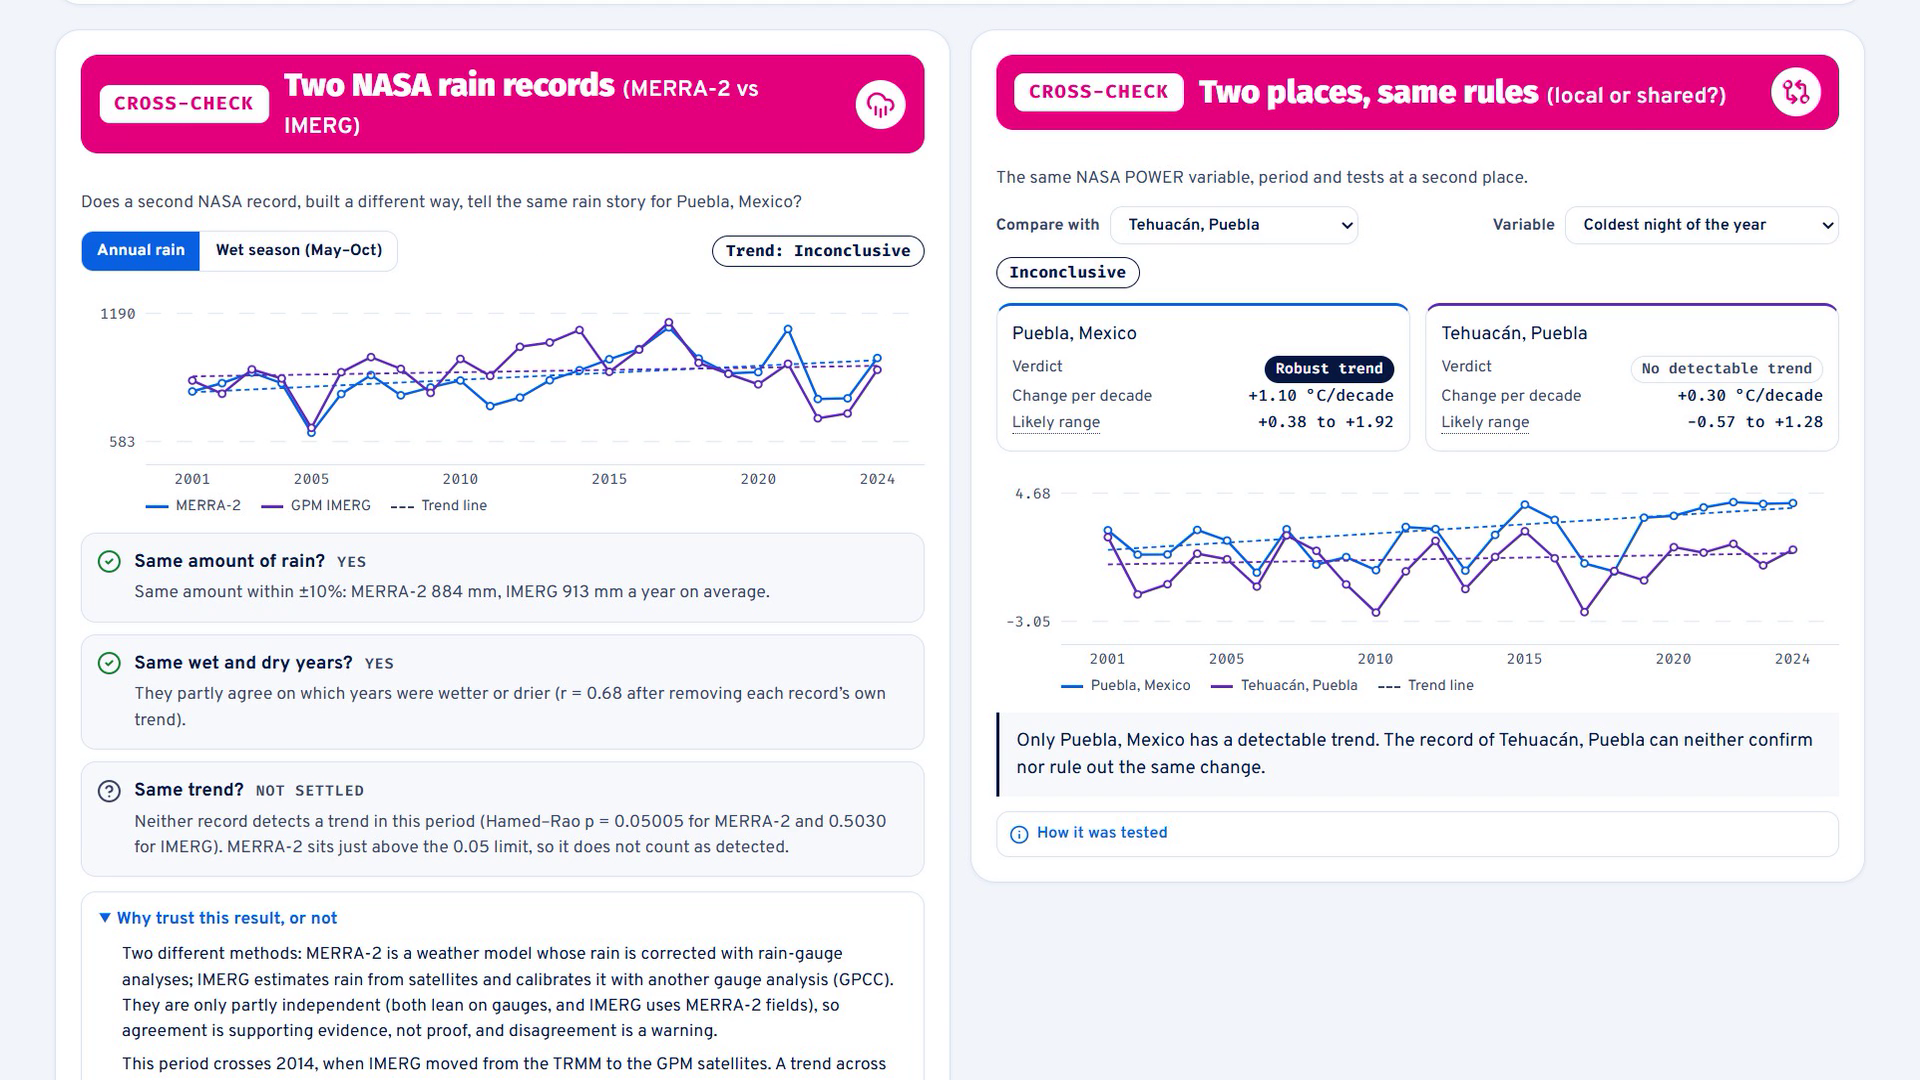 CROSS-CHECK
Two NASA rain records (MERRA-2 vs
IMERG)
Does a second NASA record, built a different way, tell the same rain story for Puebla, Mexico?
Annual rain
Wet season (May–Oct)
Trend: Inconclusive
1190
583
2001 2005 2010 2015 2020 2024
MERRA-2 GPM IMERG Trend line
Same amount of rain? YES
Same amount within ±10%: MERRA-2 884 mm, IMERG 913 mm a year on average.
Same wet and dry years? YES
They partly agree on which years were wetter or drier (r = 0.68 after removing each record’s own
trend).
Same trend? NOT SETTLED
Neither record detects a trend in this period (Hamed–Rao p = 0.05005 for MERRA-2 and 0.5030
for IMERG). MERRA-2 sits just above the 0.05 limit, so it does not count as detected.
Why trust this result, or not
Two different methods: MERRA-2 is a weather model whose rain is corrected with rain-gauge
analyses; IMERG estimates rain from satellites and calibrates it with another gauge analysis (GPCC).
They are only partly independent (both lean on gauges, and IMERG uses MERRA-2 fields), so
agreement is supporting evidence, not proof, and disagreement is a warning.
This period crosses 2014, when IMERG moved from the TRMM to the GPM satellites. A trend across
CROSS-CHECK
Two places, same rules (local or shared?)
The same NASA POWER variable, period and tests at a second place.
Compare with Tehuacán, Puebla
Variable Coldest night of the year
Inconclusive
Puebla, Mexico
Verdict Robust trend
Change per decade +1.10 °C/decade
Likely range +0.38 to +1.92
Tehuacán, Puebla
Verdict No detectable trend
Change per decade +0.30 °C/decade
Likely range -0.57 to +1.28
4.68
-3.05
2001 2005 2010 2015 2020 2024
Puebla, Mexico Tehuacán, Puebla Trend line
Only Puebla, Mexico has a detectable trend. The record of Tehuacán, Puebla can neither confirm
nor rule out the same change.
How it was tested